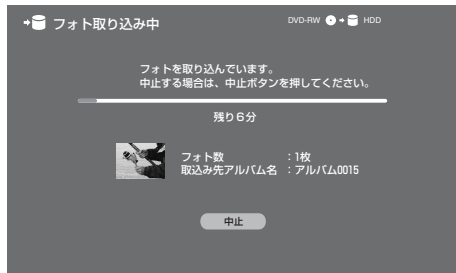 フォト取り込み中
DVD-RW HDD
フォトを取り込んでいます。
中止する場合は、中止ボタンを押してください。
残り6分
フォト数 :1枚
取込み先アルバム名 :アルバム0015
中止